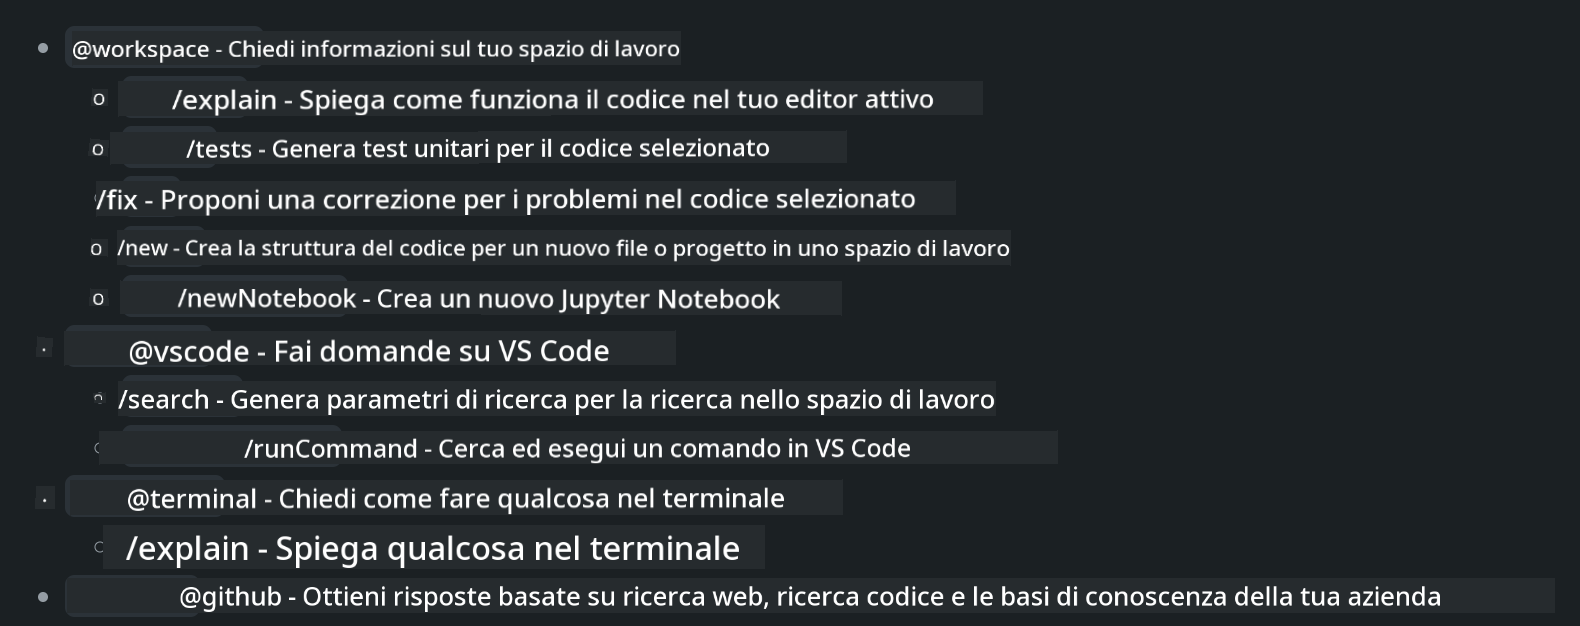 @workspace - Chiedi informazioni sul tuo spazio di lavoro
/explain - Spiega come funziona il codice nel tuo editor attivo
/tests - Genera test unitari per il codice selezionato
/fix - Proponi una correzione per i problemi nel codice selezionato
/new - Crea la struttura del codice per un nuovo file o progetto in uno spazio di lavoro
/newNotebook - Crea un nuovo Jupyter Notebook
@vscode - Fai domande su VS Code
/search - Genera parametri di ricerca per la ricerca nello spazio di lavoro
/runCommand - Cerca ed esegui un comando in VS Code
@terminal - Chiedi come fare qualcosa nel terminale
/explain - Spiega qualcosa nel terminale
@github - Ottieni risposte basate su ricerca web, ricerca codice e le basi di conoscenza della tua azienda